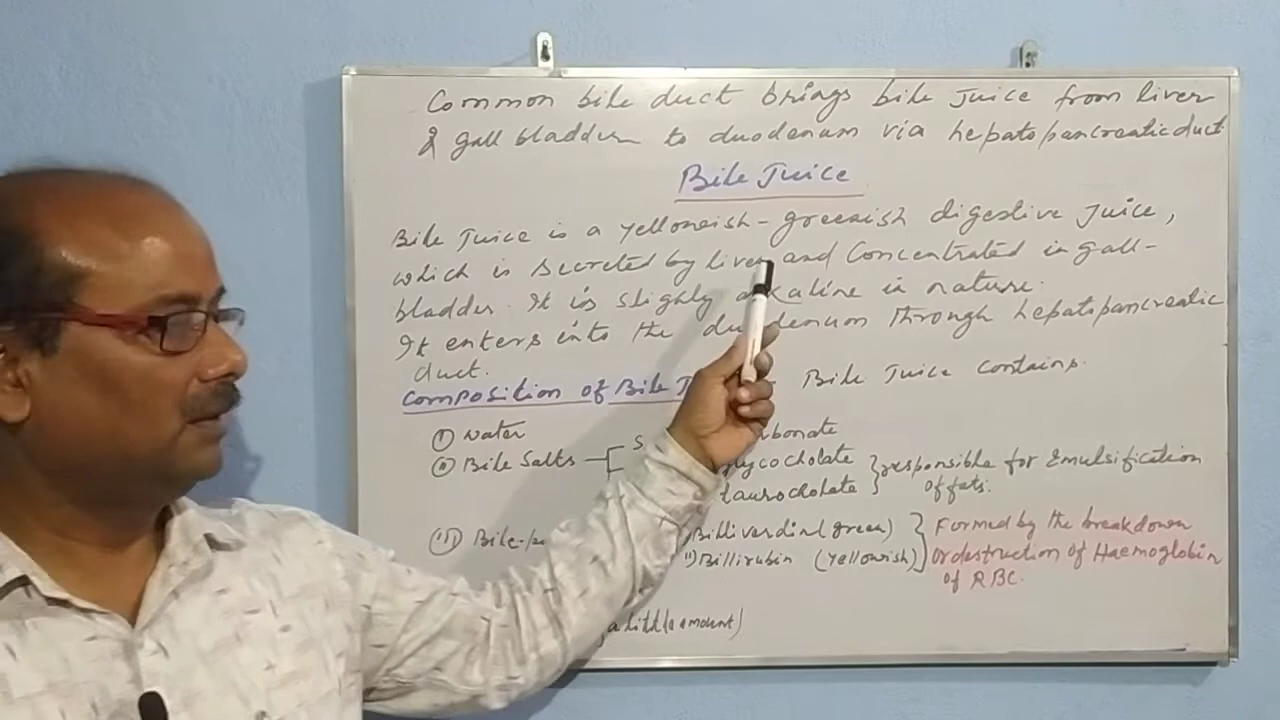 Common bile duct brings bile Juice from liver
& gall bladder to duodenum via hepatopancreatic duct
Bile Juice
Bile Juice is a yellowish-greenish digestive Juice,
which is secreted by liver and Concentrated in gall-
bladder. It is slighly alkaline in nature.
It enters into the duodenum through hepatopancreatic
duct.
Composition of Bile Bile Juice contains.
① Water
② Bile Salts
glycocholate } responsible for Emulsification
taurocholate } of fats.
(iii) Billiverdin (green) } Formed by the breakdown
ii) Billirubin (yellowish) } or destruction of Haemoglobin
of RBC.
a little amount)